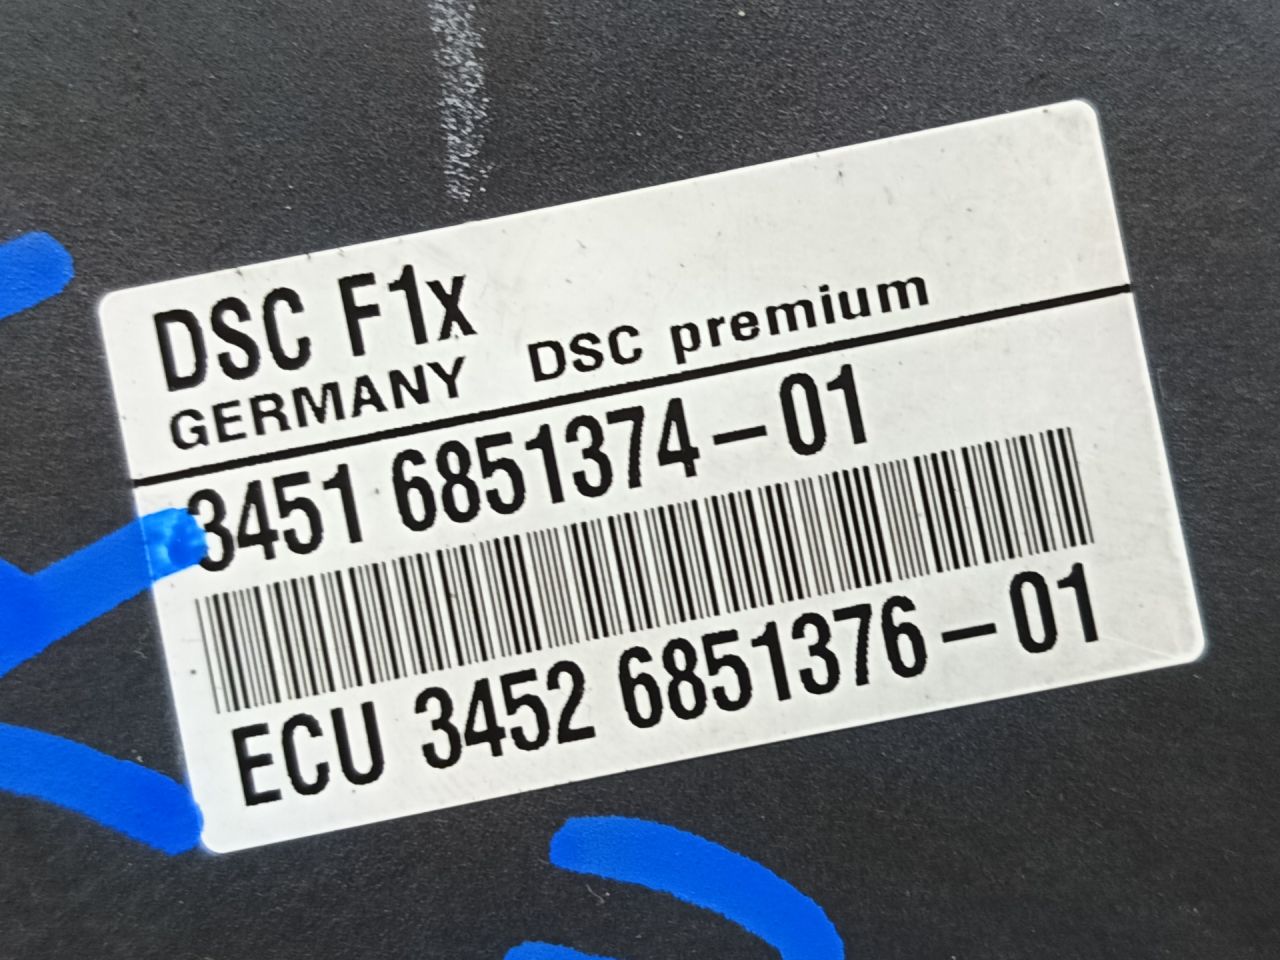 DSC F1x
GERMANY DSC premium
3451 6851374-01
ECU 3452 6851376-01